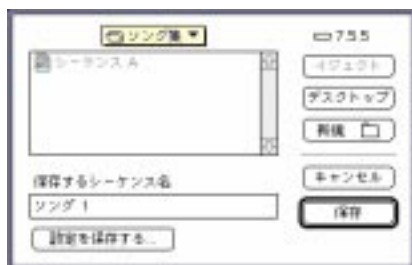 ソング集
755
シーケンス A
イジェクト
デスクトップ
新規
保存するシーケンス名
キャンセル
ソング 1
保存
設定を保存する...